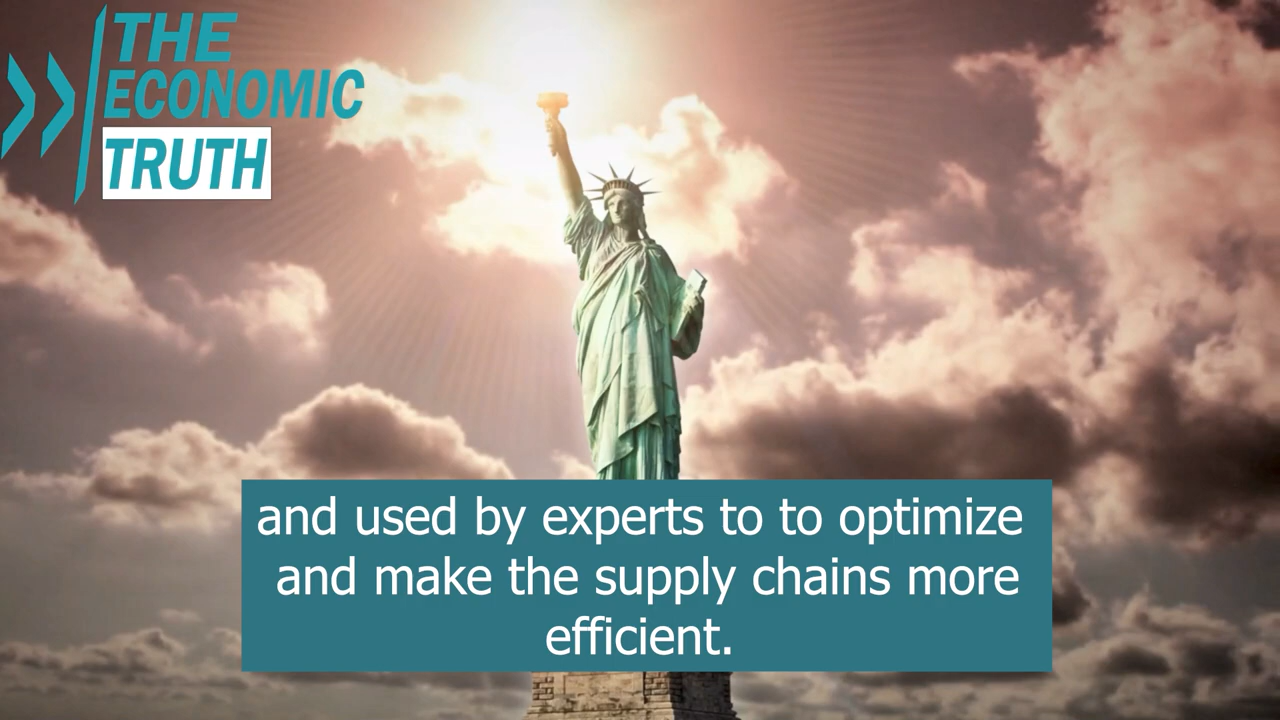 THE
ECONOMIC
TRUTH
and used by experts to to optimize
and make the supply chains more
efficient.